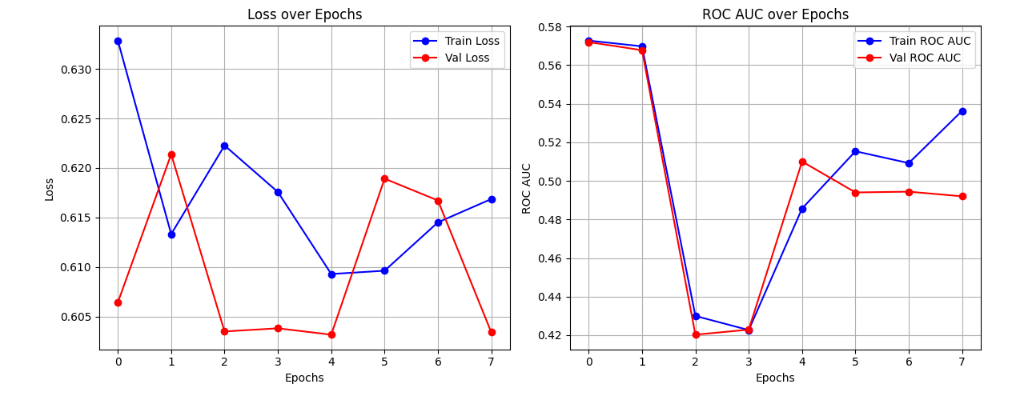 Loss over Epochs
Train Loss
Val Loss
0.630
0.625
0.620
0.615
0.610
0.605
Loss
0 1 2 3 4 5 6 7
Epochs
ROC AUC over Epochs
Train ROC AUC
Val ROC AUC
0.58
0.56
0.54
0.52
0.50
0.48
0.46
0.44
0.42
ROC AUC
0 1 2 3 4 5 6 7
Epochs